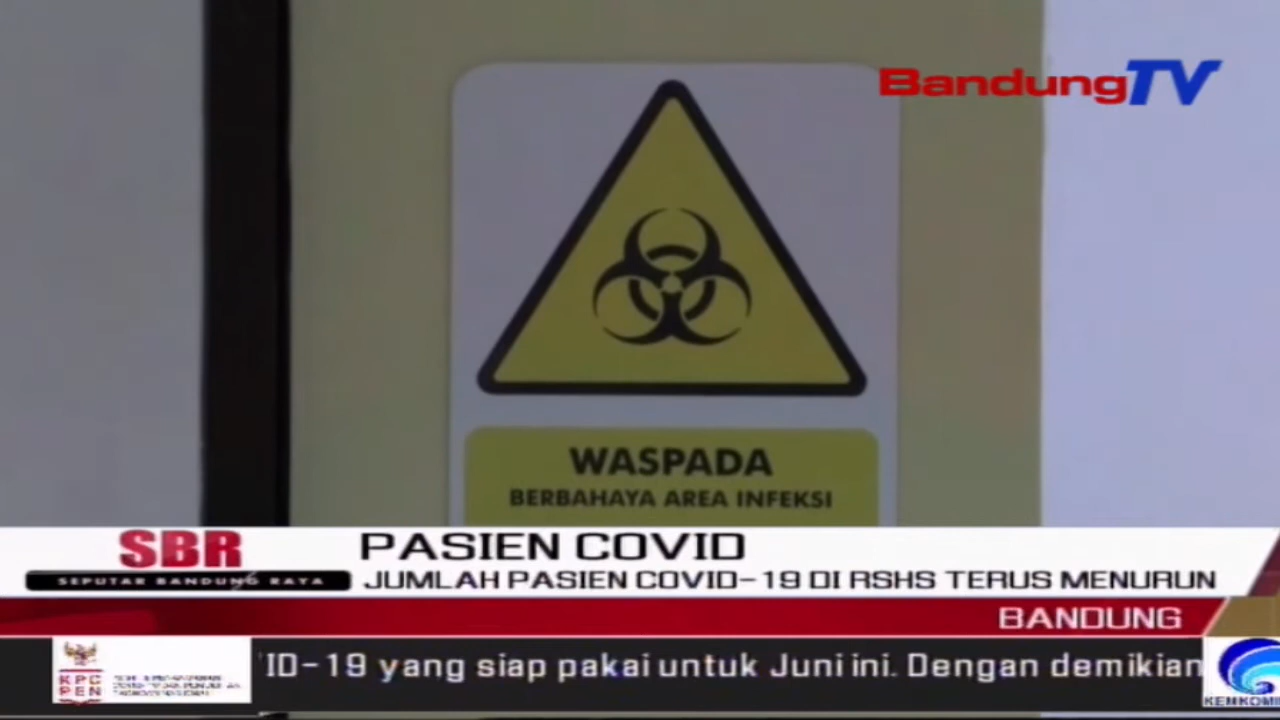 BandungTV
WASPADA
BERBAHAYA AREA INFEKSI
SBR
SEPUTAR BANDUNG RAYA
PASIEN COVID
JUMLAH PASIEN COVID-19 DI RSHS TERUS MENURUN
BANDUNG
KPC
PEN
ID-19 yang siap pakai untuk Juni ini. Dengan demikian